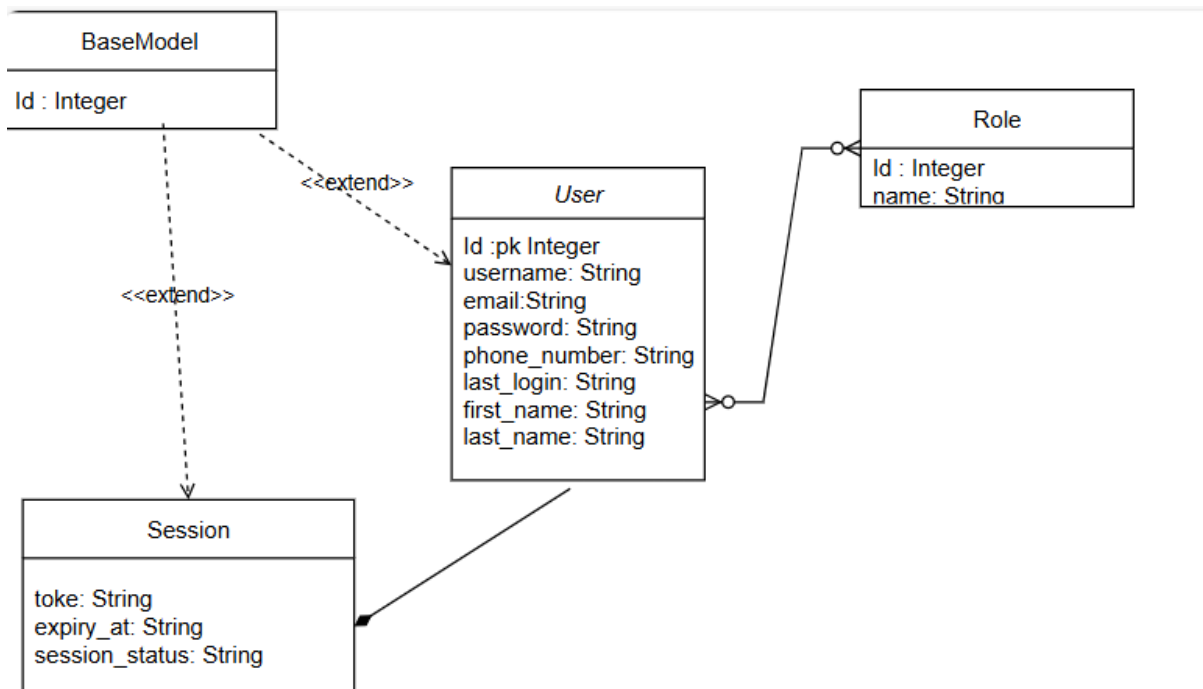 BaseModel
Id : Integer
<<extend>>
<<extend>>
User
Id :pk Integer
username: String
email:String
password: String
phone_number: String
last_login: String
first_name: String
last_name: String
Role
Id : Integer
name: String
Session
toke: String
expiry_at: String
session_status: String